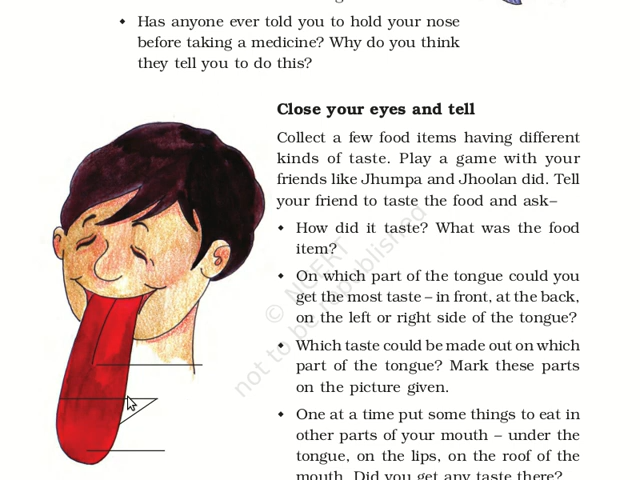 • Has anyone ever told you to hold your nose
before taking a medicine? Why do you think
they tell you to do this?
Close your eyes and tell
Collect a few food items having different
kinds of taste. Play a game with your
friends like Jhumpa and Jhoolan did. Tell
your friend to taste the food and ask–
• How did it taste? What was the food
item?
• On which part of the tongue could you
get the most taste – in front, at the back,
on the left or right side of the tongue?
• Which taste could be made out on which
part of the tongue? Mark these parts
on the picture given.
• One at a time put some things to eat in
other parts of your mouth – under the
tongue, on the lips, on the roof of the
mouth. Did you get any taste there?
© NCERT
not to be republished